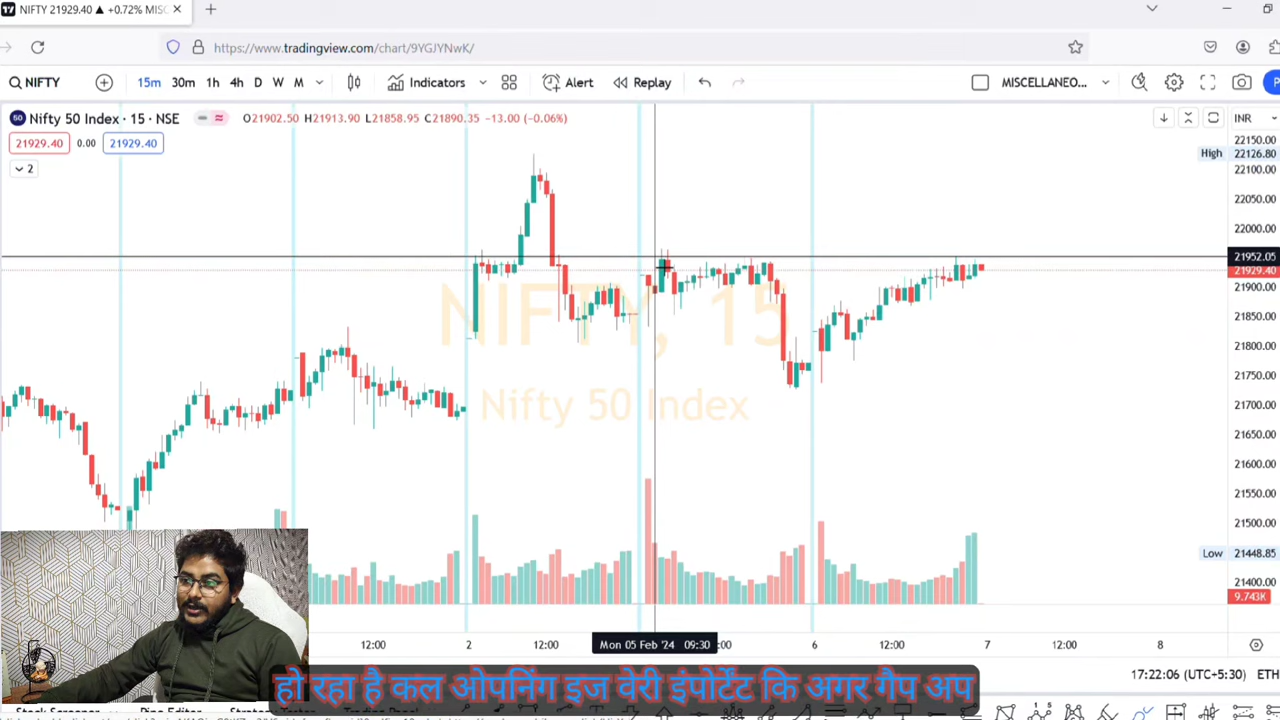 NIFTY 21929.40 ▲ +0.72% MISC
https://www.tradingview.com/chart/9YGJYNwK/
NIFTY 15m 30m 1h 4h D W M Indicators Alert Replay MISCELLANEO...
Nifty 50 Index · 15 · NSE O21902.50 H21913.90 L21858.95 C21890.35 −13.00 (−0.06%)
INR
21929.40 0.00 21929.40
2
22150.00
High 22126.80
22100.00
22050.00
22000.00
21952.05
21929.40
21900.00
21850.00
21800.00
21750.00
21700.00
21650.00
21600.00
21550.00
21500.00
Low 21448.85
21400.00
9.743K
NIFTY, 15
Nifty 50 Index
12:00 2 12:00 Mon 05 Feb '24 09:30 :00 6 12:00 7 12:00 8
17:22:06 (UTC+5:30) ETH
हो रहा है कल ओपनिंग इज वेरी इंपोर्टेंट कि अगर गैप अप